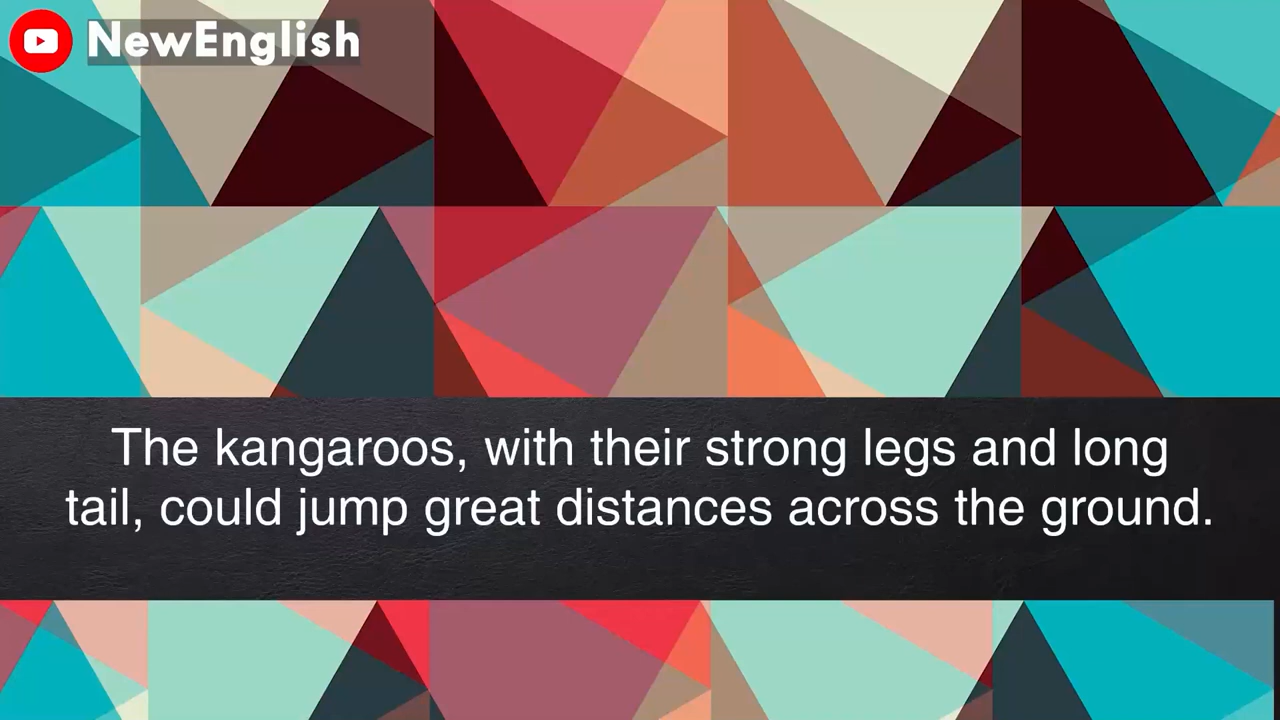 NewEnglish
The kangaroos, with their strong legs and long
tail, could jump great distances across the ground.